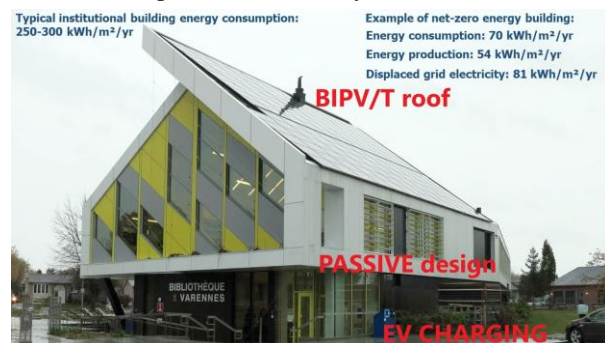 Typical institutional building energy consumption:
250-300 kWh/m²/yr
Example of net-zero energy building:
Energy consumption: 70 kWh/m²/yr
Energy production: 54 kWh/m²/yr
Displaced grid electricity: 81 kWh/m²/yr
BIPV/T roof
PASSIVE design
BIBLIOTHÈQUE
VARENNES
EV CHARGING